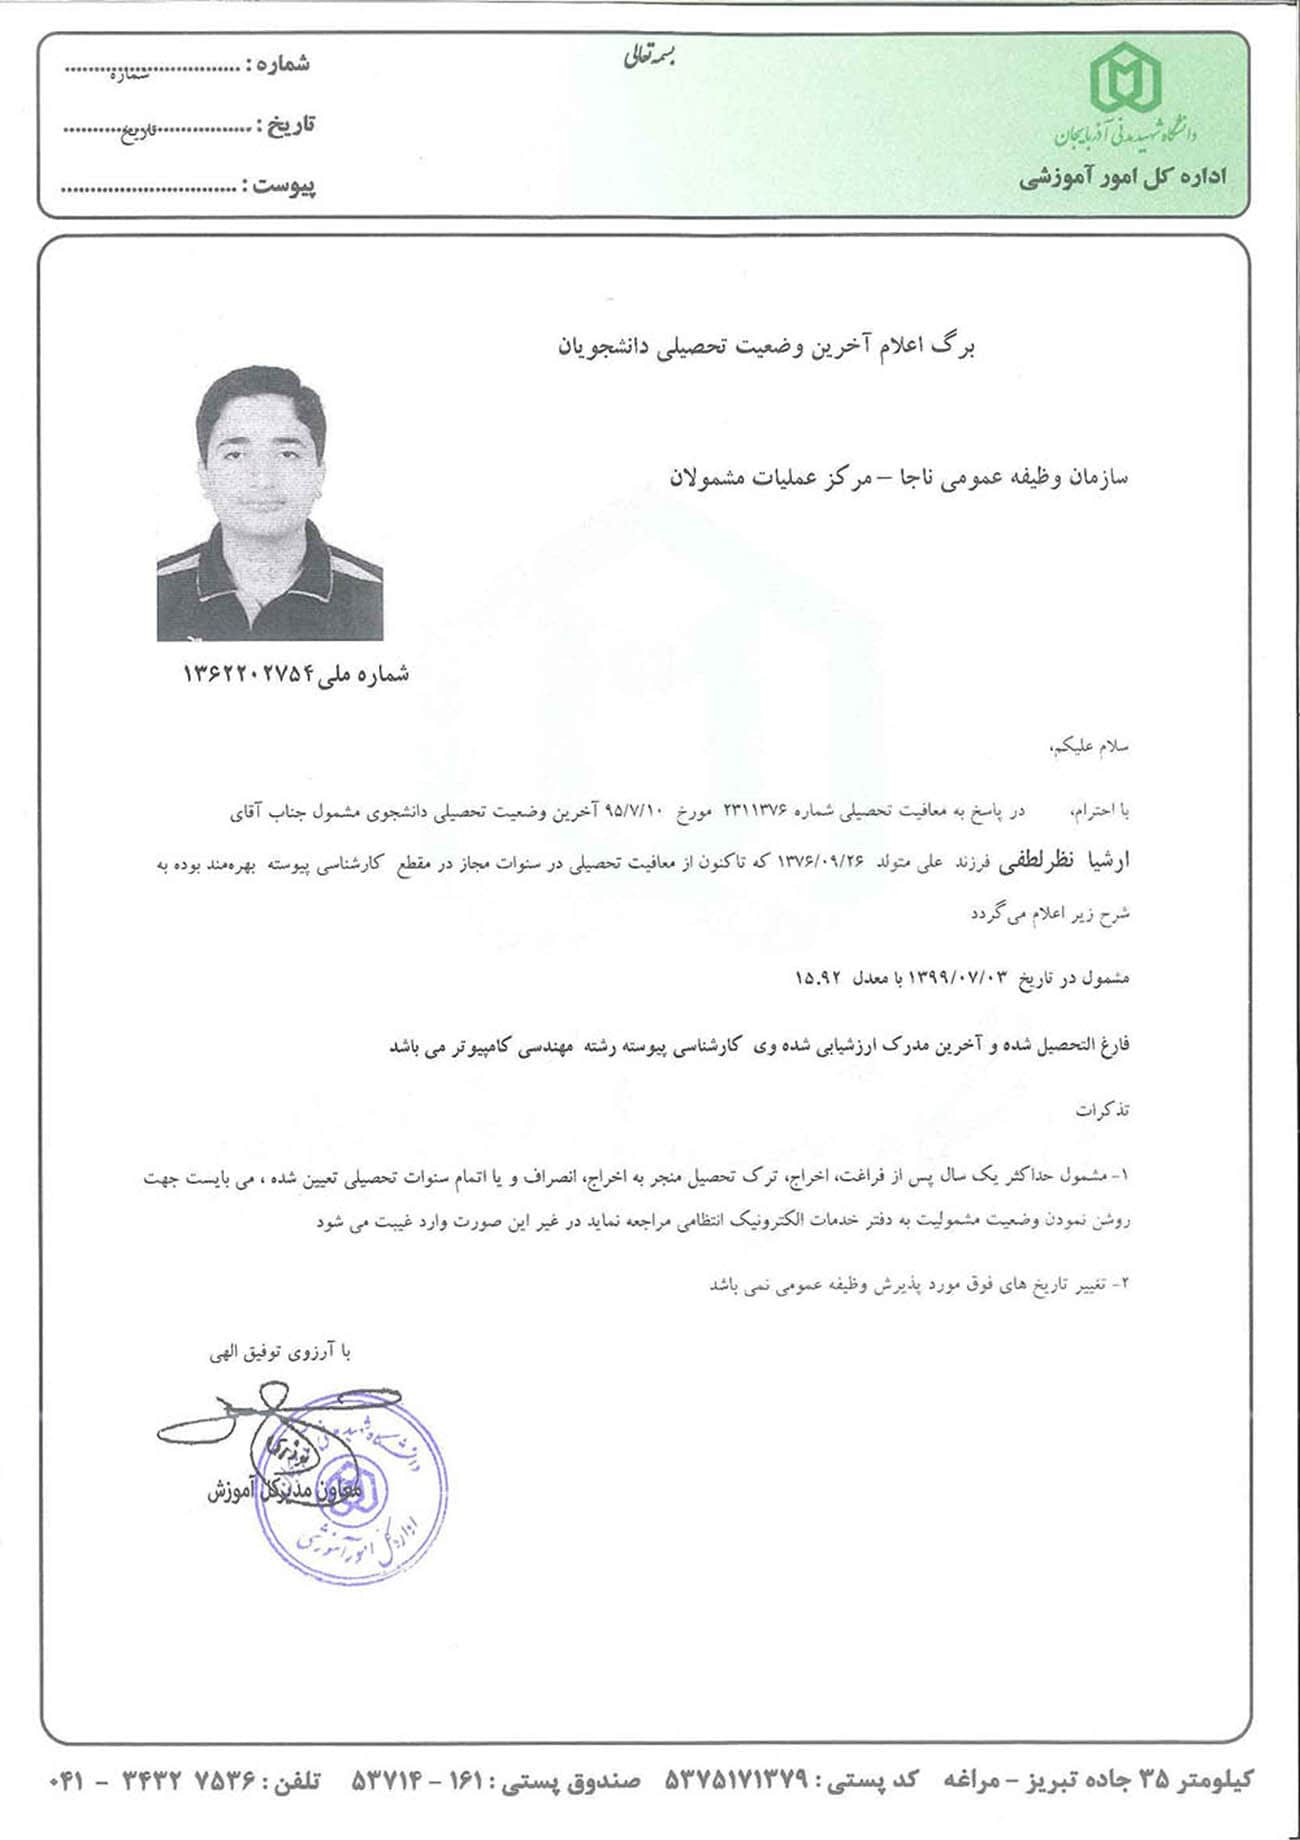 بسمه تعالی
دانشگاه شهید مدنی آذربایجان
اداره کل امور آموزشی
شماره : ..............................
شماره
تاریخ : ..............................
تاریخ
پیوست : ..............................
برگ اعلام آخرین وضعیت تحصیلی دانشجویان
سازمان وظیفه عمومی ناجا – مرکز عملیات مشمولان
شماره ملی ۱۳۶۲۲۰۲۷۵۴
سلام علیکم،
با احترام، در پاسخ به معافیت تحصیلی شماره ۲۳۱۱۳۷۶ مورخ ۹۵/۷/۱۰ آخرین وضعیت تحصیلی دانشجوی مشمول جناب آقای
ارشیا نظرلطفی فرزند علی متولد ۱۳۷۶/۰۹/۲۶ که تاکنون از معافیت تحصیلی در سنوات مجاز در مقطع کارشناسی پیوسته بهره‌مند بوده به
شرح زیر اعلام می‌گردد
مشمول در تاریخ ۱۳۹۹/۰۷/۰۳ با معدل ۱۵.۹۲
فارغ التحصیل شده و آخرین مدرک ارزشیابی شده وی کارشناسی پیوسته رشته مهندسی کامپیوتر می باشد
تذکرات
۱- مشمول حداکثر یک سال پس از فراغت، اخراج، ترک تحصیل منجر به اخراج، انصراف و یا اتمام سنوات تحصیلی تعیین شده ، می بایست جهت
روشن نمودن وضعیت مشمولیت به دفتر خدمات الکترونیک انتظامی مراجعه نماید در غیر این صورت وارد غیبت می شود
۲- تغییر تاریخ های فوق مورد پذیرش وظیفه عمومی نمی باشد
با آرزوی توفیق الهی
معاون مدیرکل آموزش
دانشگاه شهید مدنی
اداره کل امور آموزشی
کیلومتر ۳۵ جاده تبریز – مراغه کد پستی : ۵۳۷۵۱۷۱۳۷۹ صندوق پستی : ۱۶۱ – ۵۳۷۱۴ تلفن : ۷۵۳۶ ۳۴۳۲ – ۰۴۱